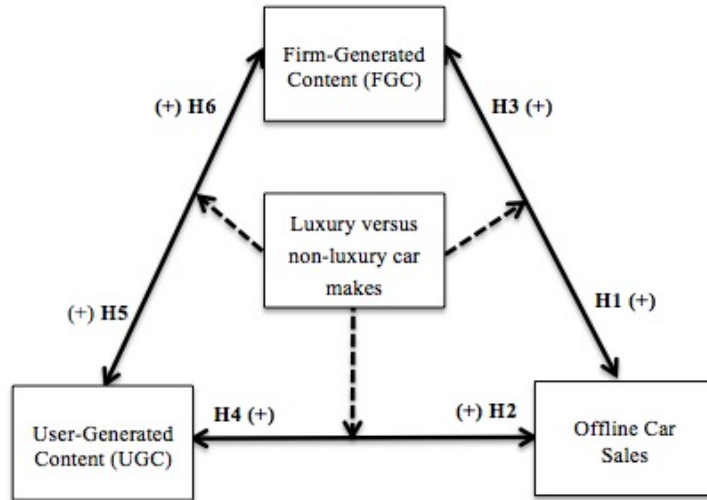 Firm-Generated
Content (FGC)
(+) H6
H3 (+)
Luxury versus
non-luxury car
makes
(+) H5
H1 (+)
User-Generated
Content (UGC)
H4 (+)
(+) H2
Offline Car
Sales